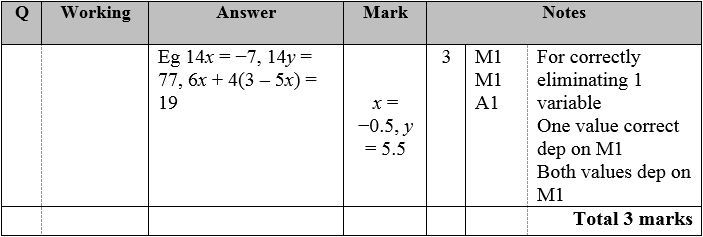 Q Working Answer Mark Notes
Eg 14x = −7, 14y =
77, 6x + 4(3 – 5x) =
19
x =
−0.5, y
= 5.5
3
M1
M1
A1
For correctly
eliminating 1
variable
One value correct
dep on M1
Both values dep on
M1
Total 3 marks